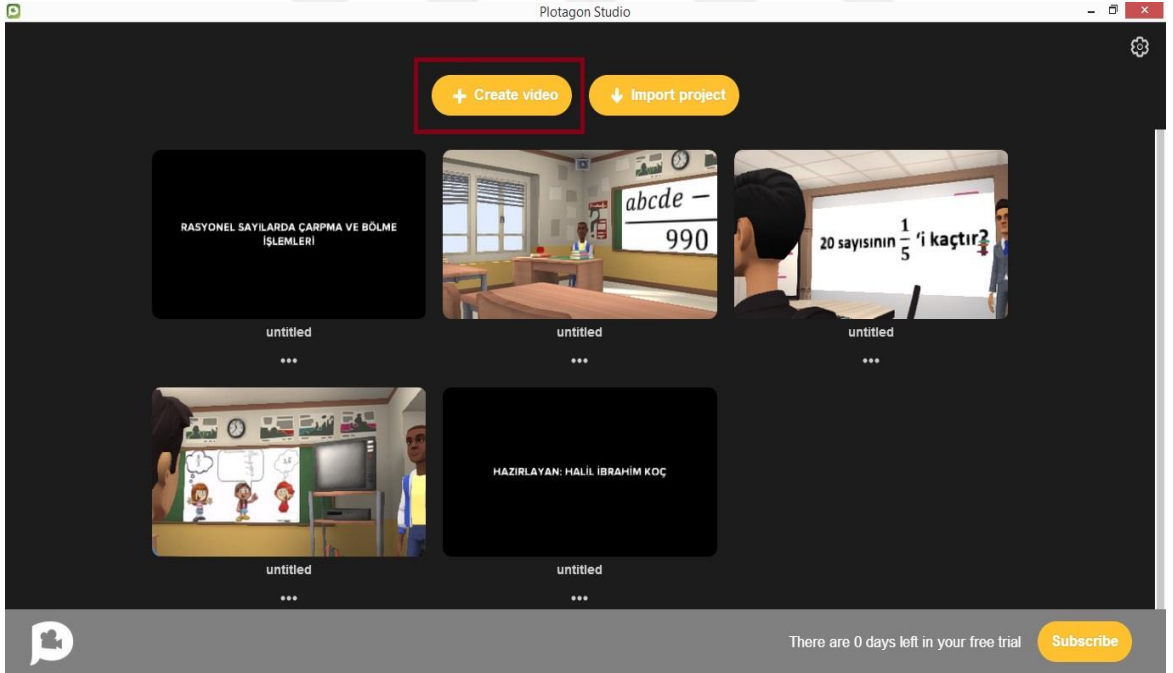 Plotagon Studio
+ Create video
Import project
RASYONEL SAYILARDA ÇARPMA VE BÖLME
İŞLEMLERİ
abcde −
990
20 sayısının 1/5 'i kaçtır?
untitled
untitled
untitled
HAZIRLAYAN: HALİL İBRAHİM KOÇ
untitled
untitled
There are 0 days left in your free trial
Subscribe